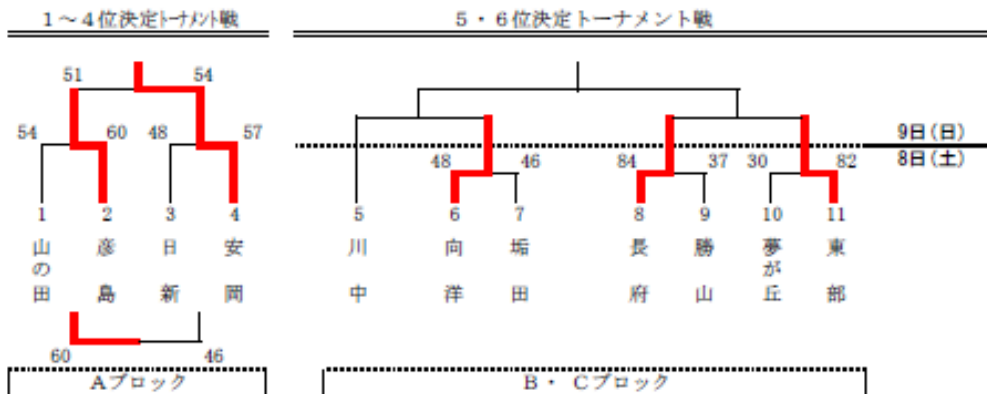 1～4位決定トーナメント戦
5・6位決定トーナメント戦
51 54
54 60 48 57
9日(日)
8日(土)
48 46 84 37 30 82
1 2 3 4 5 6 7 8 9 10 11
山の田
彦島
日新
安岡
川中
向洋
垢田
長府
勝山
夢が丘
東部
60 46
Aブロック
B・Cブロック